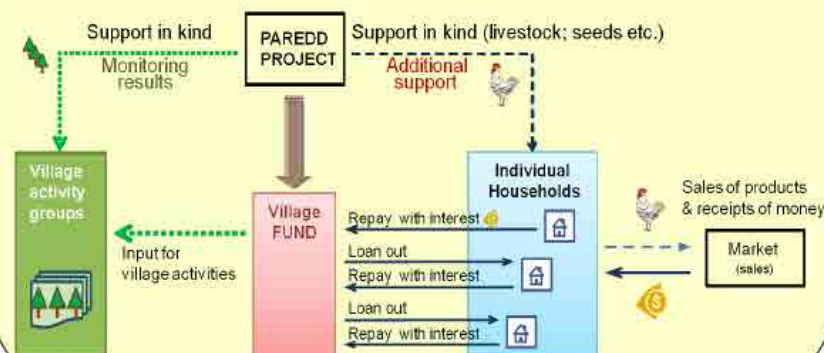 Support in kind
Monitoring
results
PAREDD
PROJECT
Support in kind (livestock; seeds etc.)
Additional
support
Village
activity
groups
Input for
village activities
Village
FUND
Individual
Households
Repay with interest
Loan out
Repay with interest
Loan out
Repay with interest
Sales of products
& receipts of money
Market
(sales)